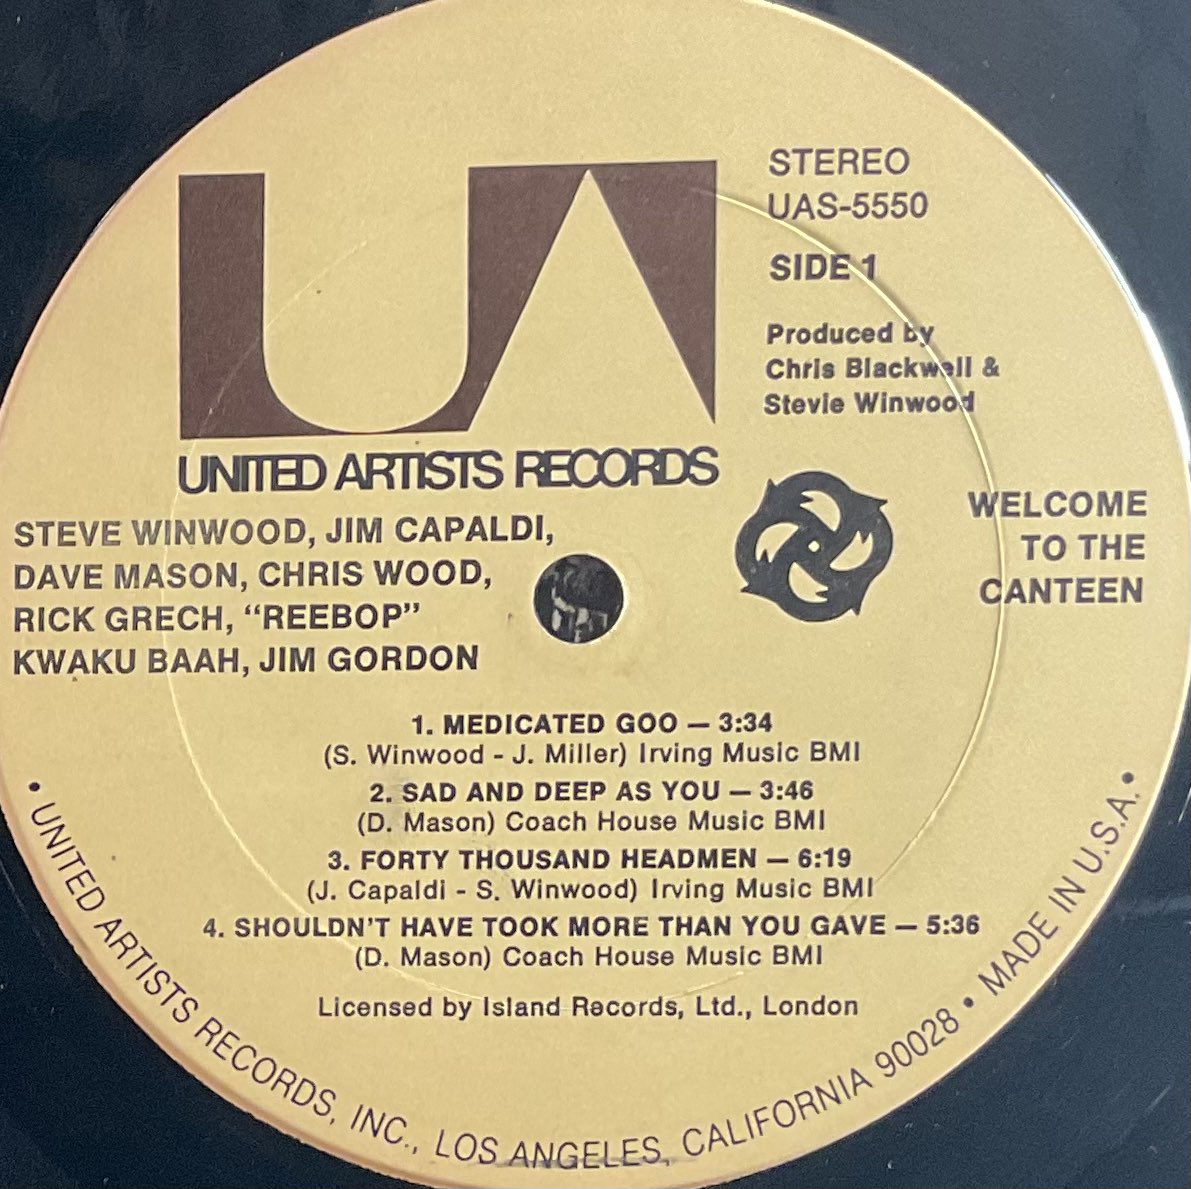 UA
STEREO
UAS-5550
SIDE 1
Produced by
Chris Blackwell &
Stevie Winwood
UNITED ARTISTS RECORDS
STEVE WINWOOD, JIM CAPALDI,
DAVE MASON, CHRIS WOOD,
RICK GRECH, “REEBOP”
KWAKU BAAH, JIM GORDON
WELCOME
TO THE
CANTEEN
1. MEDICATED GOO — 3:34
(S. Winwood - J. Miller) Irving Music BMI
2. SAD AND DEEP AS YOU — 3:46
(D. Mason) Coach House Music BMI
3. FORTY THOUSAND HEADMEN — 6:19
(J. Capaldi - S. Winwood) Irving Music BMI
4. SHOULDN'T HAVE TOOK MORE THAN YOU GAVE — 5:36
(D. Mason) Coach House Music BMI
Licensed by Island Records, Ltd., London
• UNITED ARTISTS RECORDS, INC., LOS ANGELES, CALIFORNIA 90028 • MADE IN U.S.A. •